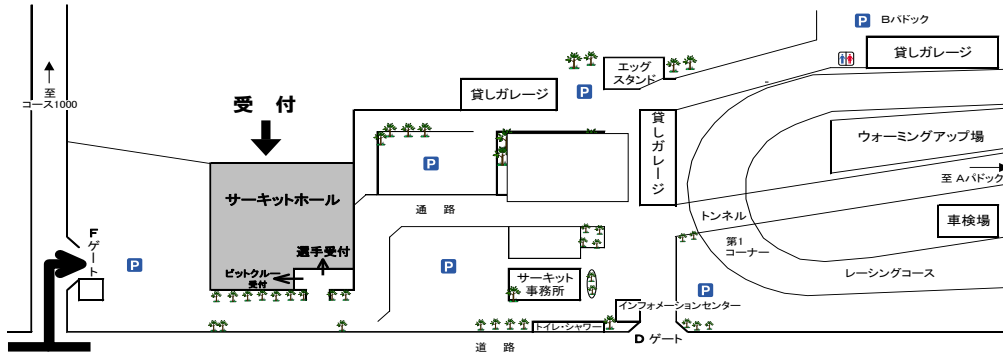 P
Bパドック
貸しガレージ
エッグ
スタンド
P
貸しガレージ
至
コース1000
受 付
貸しガレージ
ウォーミングアップ場
至 Aパドック
P
サーキットホール
通 路
トンネル
車検場
第1
コーナー
レーシングコース
Fゲート
P
選手受付
ピットクルー
受付
P
サーキット
事務所
P
インフォメーションセンター
トイレ・シャワー
D ゲート
道 路